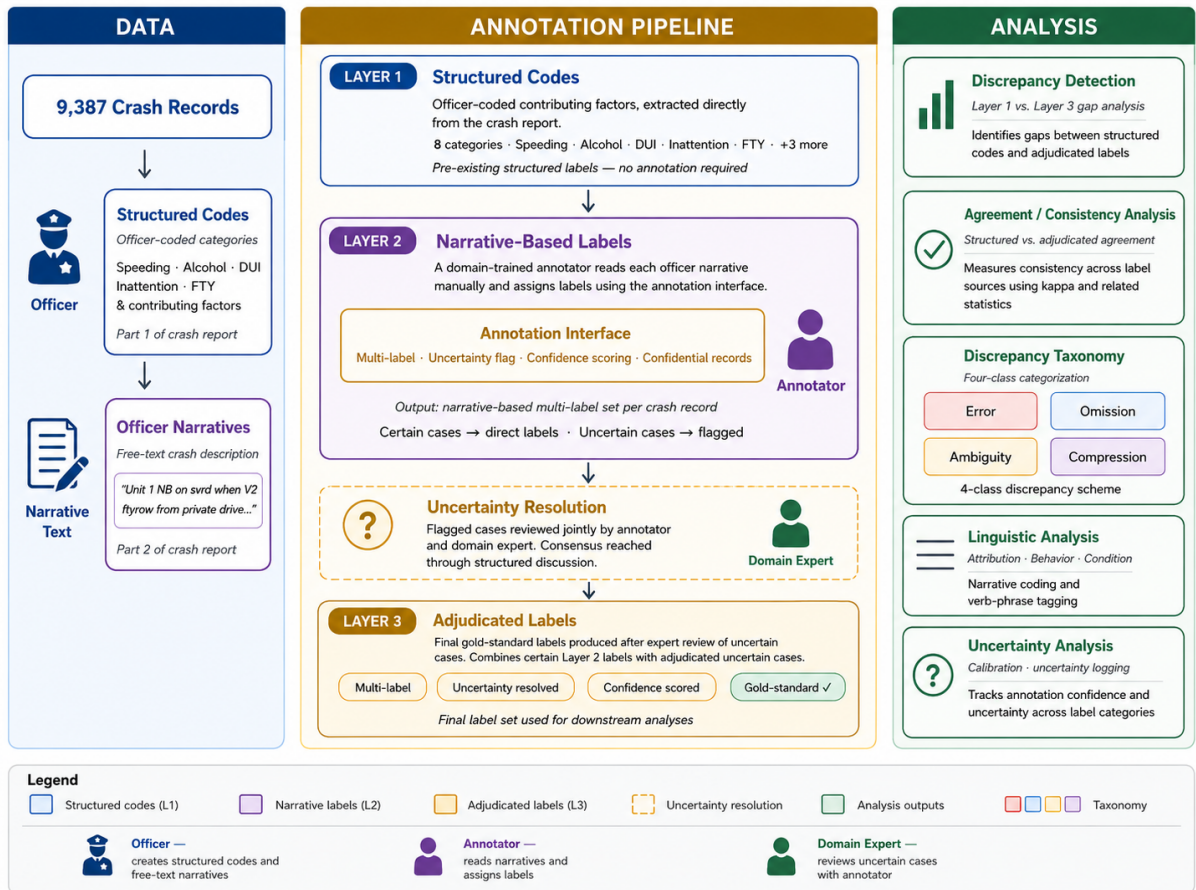 DATA
9,387 Crash Records
Officer
Structured Codes
Officer-coded categories
Speeding · Alcohol · DUI
Inattention · FTY
& contributing factors
Part 1 of crash report
Narrative
Text
Officer Narratives
Free-text crash description
"Unit 1 NB on svrd when V2
ftyrow from private drive..."
Part 2 of crash report
ANNOTATION PIPELINE
LAYER 1
Structured Codes
Officer-coded contributing factors, extracted directly
from the crash report.
8 categories · Speeding · Alcohol · DUI · Inattention · FTY · +3 more
Pre-existing structured labels — no annotation required
LAYER 2
Narrative-Based Labels
A domain-trained annotator reads each officer narrative
manually and assigns labels using the annotation interface.
Annotation Interface
Multi-label · Uncertainty flag · Confidence scoring · Confidential records
Annotator
Output: narrative-based multi-label set per crash record
Certain cases → direct labels · Uncertain cases → flagged
?
Uncertainty Resolution
Flagged cases reviewed jointly by annotator
and domain expert. Consensus reached
through structured discussion.
Domain Expert
LAYER 3
Adjudicated Labels
Final gold-standard labels produced after expert review of uncertain
cases. Combines certain Layer 2 labels with adjudicated uncertain cases.
Multi-label
Uncertainty resolved
Confidence scored
Gold-standard ✓
Final label set used for downstream analyses
ANALYSIS
Discrepancy Detection
Layer 1 vs. Layer 3 gap analysis
Identifies gaps between structured
codes and adjudicated labels
Agreement / Consistency Analysis
Structured vs. adjudicated agreement
Measures consistency across label
sources using kappa and related
statistics
Discrepancy Taxonomy
Four-class categorization
Error
Omission
Ambiguity
Compression
4-class discrepancy scheme
Linguistic Analysis
Attribution · Behavior · Condition
Narrative coding and
verb-phrase tagging
?
Uncertainty Analysis
Calibration · uncertainty logging
Tracks annotation confidence and
uncertainty across label categories
Legend
Structured codes (L1)
Narrative labels (L2)
Adjudicated labels (L3)
Uncertainty resolution
Analysis outputs
Taxonomy
Officer —
creates structured codes and
free-text narratives
Annotator —
reads narratives and
assigns labels
Domain Expert —
reviews uncertain cases
with annotator